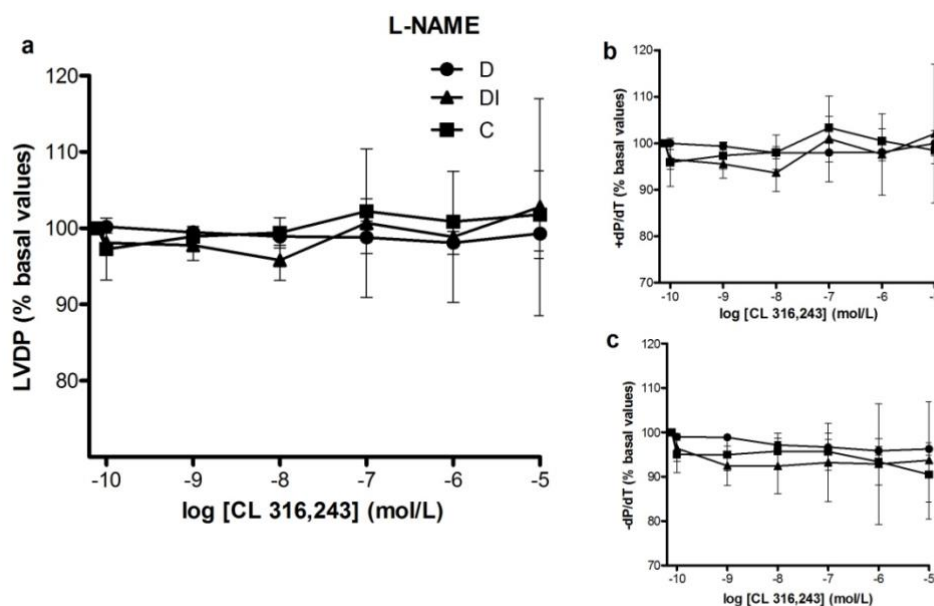 L-NAME
a
D
DI
C
120
110
100
90
80
LVDP (% basal values)
-10 -9 -8 -7 -6 -5
log [CL 316,243] (mol/L)
b
120
110
100
90
80
70
+dP/dT (% basal values)
-10 -9 -8 -7 -6 -5
log [CL 316,243] (mol/L)
c
120
110
100
90
80
70
-dP/dT (% basal values)
-10 -9 -8 -7 -6 -5
log [CL 316,243] (mol/L)